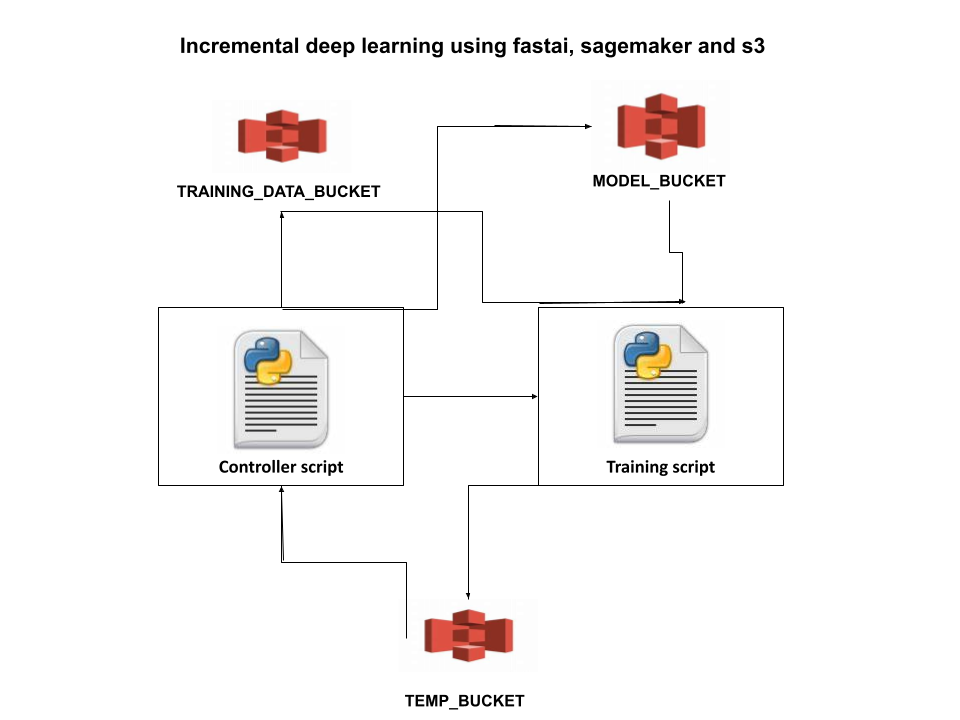 Incremental deep learning using fastai, sagemaker and s3
TRAINING_DATA_BUCKET
MODEL_BUCKET
Controller script
Training script
TEMP_BUCKET